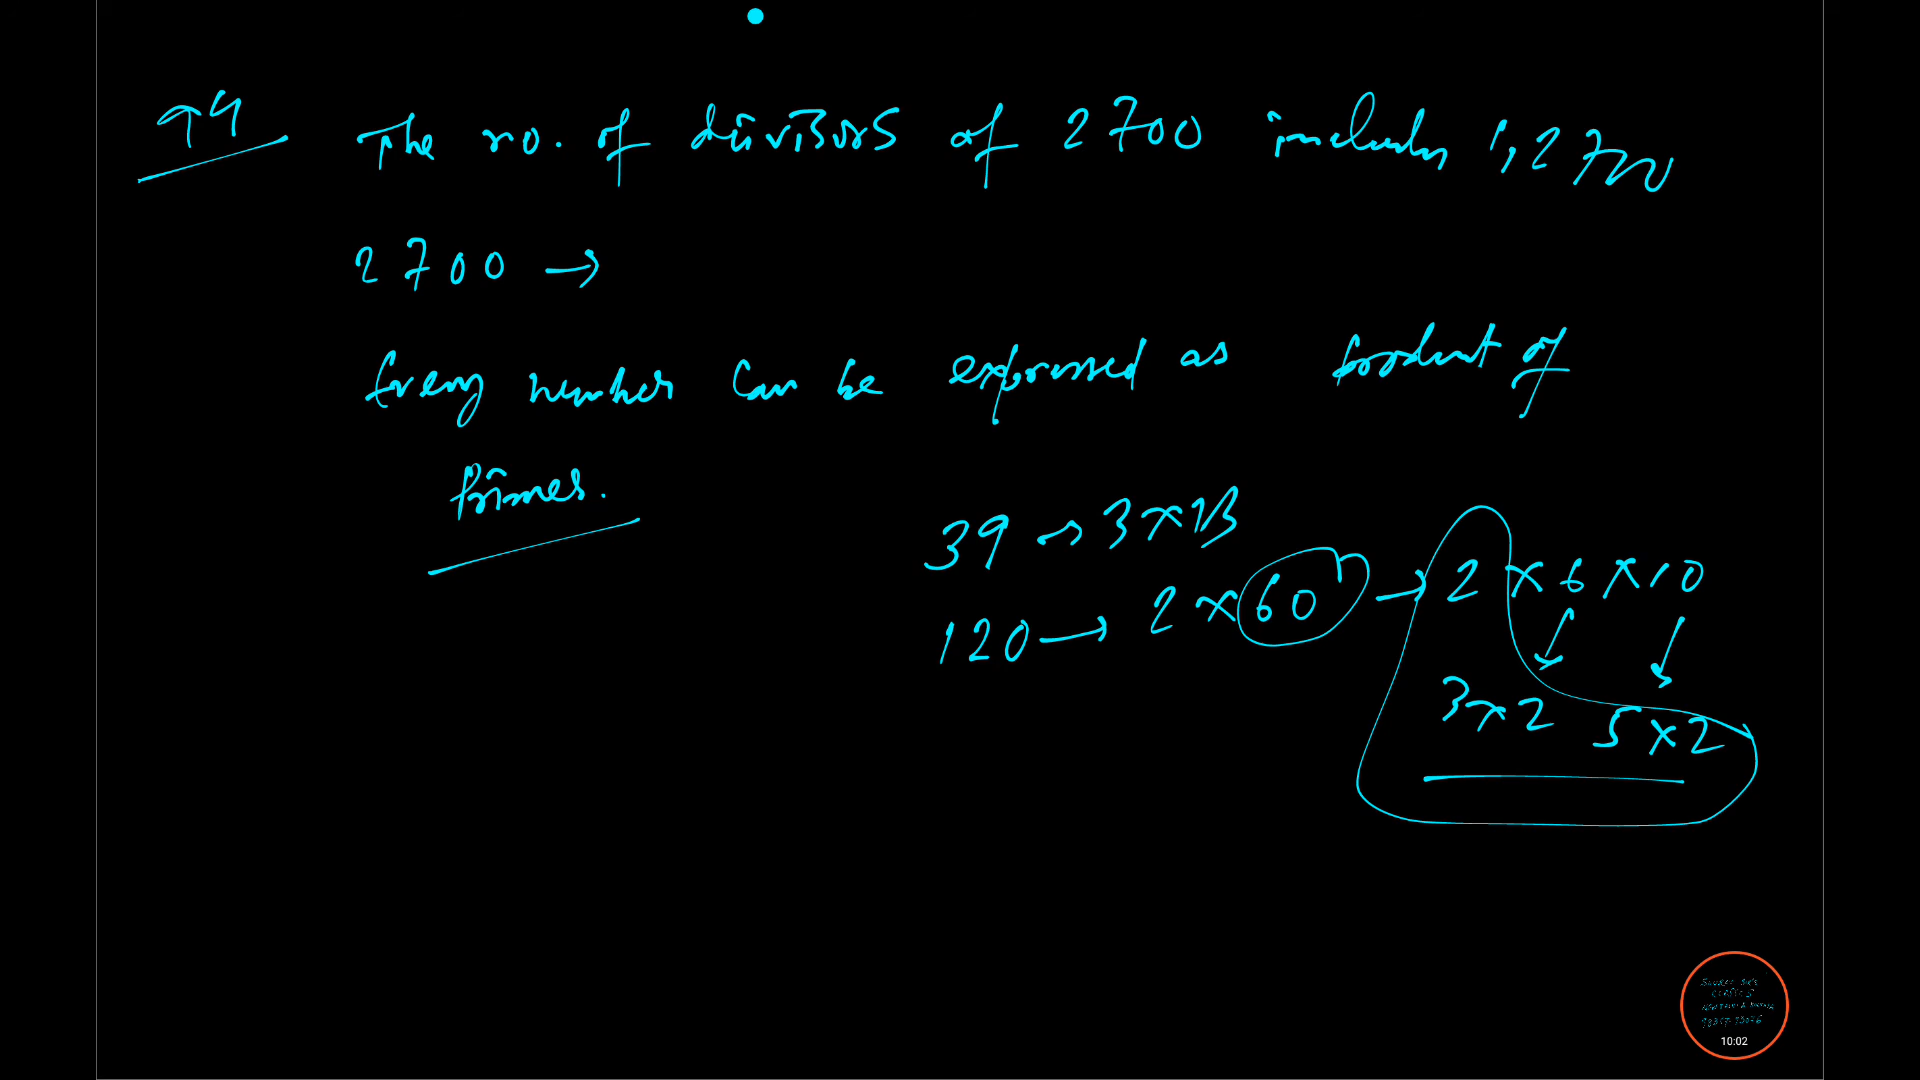 The no. of divisors of 2700 includes 1, 2700
2700 →
Every number can be expressed as product of
primes.
39 → 3 × 13
120 → 2 × 60 → 2 × 6 × 10
3 × 2 5 × 2
10:02